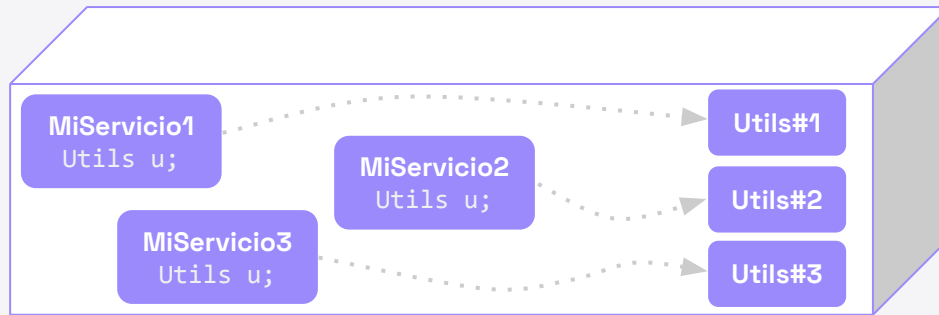 MiServicio1
Utils u;
Utils#1
MiServicio2
Utils u;
Utils#2
MiServicio3
Utils u;
Utils#3